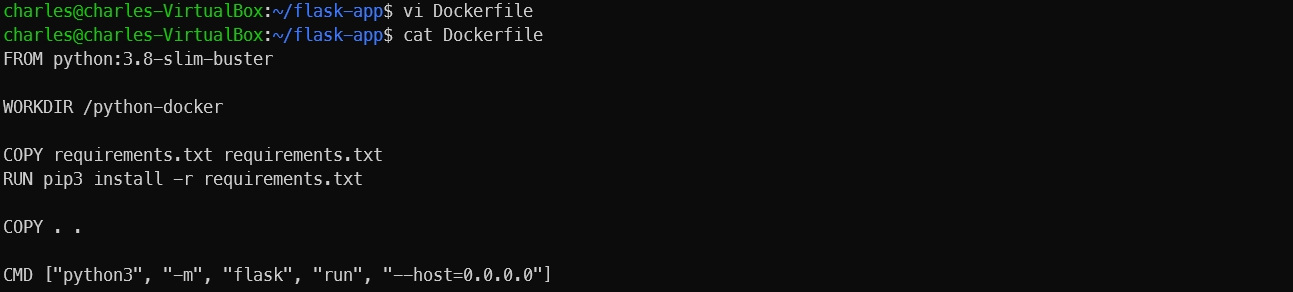 charles@charles-VirtualBox:~/flask-app$ vi Dockerfile
charles@charles-VirtualBox:~/flask-app$ cat Dockerfile
FROM python:3.8-slim-buster
WORKDIR /python-docker
COPY requirements.txt requirements.txt
RUN pip3 install -r requirements.txt
COPY . .
CMD ["python3", "-m", "flask", "run", "--host=0.0.0.0"]